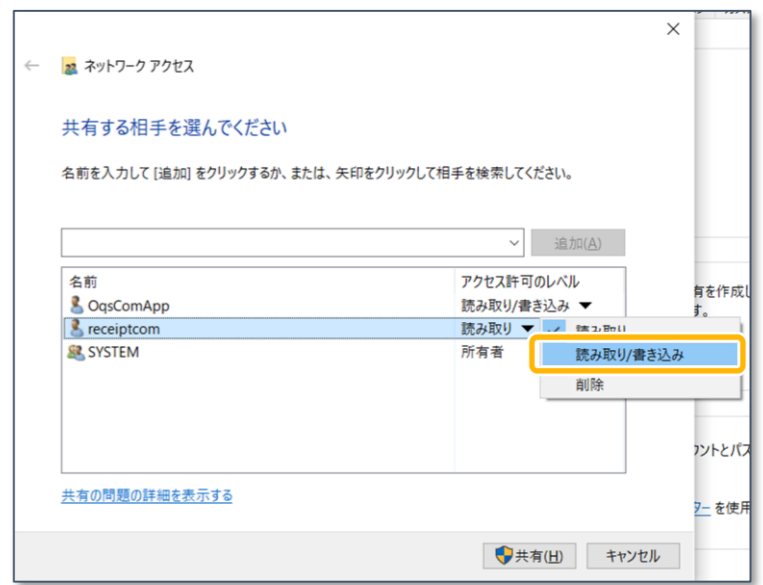 ネットワーク アクセス
共有する相手を選んでください
名前を入力して [追加] をクリックするか、または、矢印をクリックして相手を検索してください。
追加(A)
名前 アクセス許可のレベル
OqsComApp 読み取り/書き込み
receiptcom 読み取り
SYSTEM 所有者
読み取り
読み取り/書き込み
削除
有を作成し
す。
ウントとパス
ター を使用
共有の問題の詳細を表示する
共有(H) キャンセル